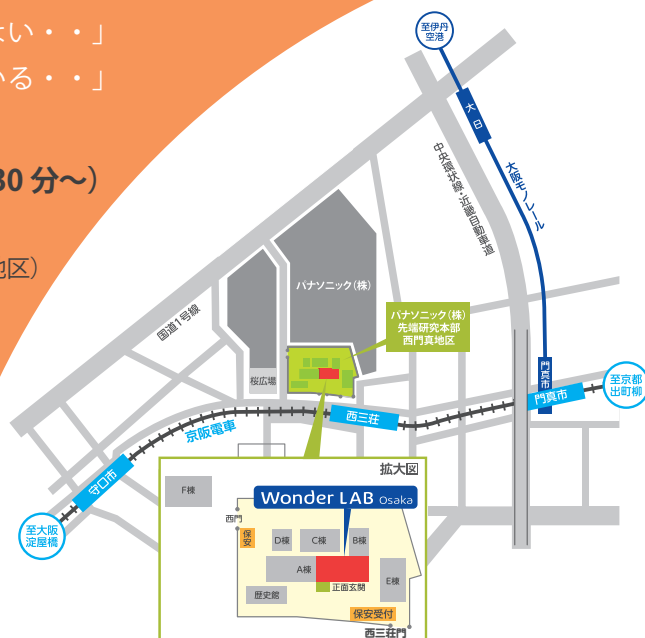 い・・」
いる・・」
30 分〜）
地区）
至伊丹
空港
大日
大阪モノレール
中央環状線・近畿自動車道
国道1号線
パナソニック（株）
パナソニック（株）
先端研究本部
西門真地区
桜広場
京阪電車
西三荘
門真市
門真市
至京都
出町柳
守口市
至大阪
淀屋橋
拡大図
Wonder LAB Osaka
F棟
西門
保安
D棟
C棟
B棟
A棟
E棟
正面玄関
歴史館
保安受付
西三荘門